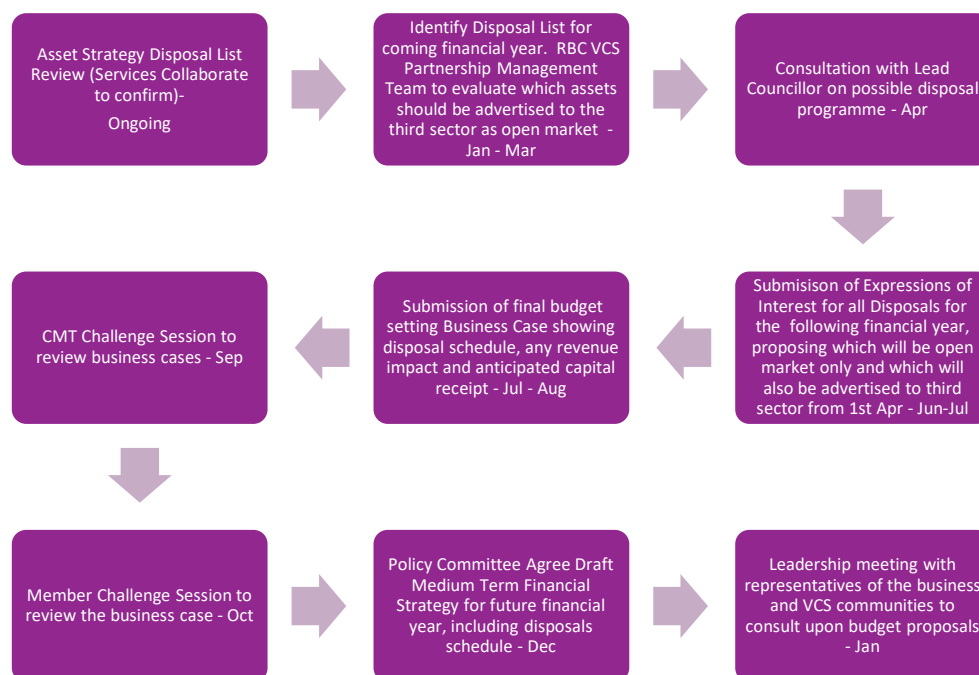 Asset Strategy Disposal List
Review (Services Collaborate
to confirm)-
Ongoing
Identify Disposal List for
coming financial year. RBC VCS
Partnership Management
Team to evaluate which assets
should be advertised to the
third sector as open market -
Jan - Mar
Consultation with Lead
Councillor on possible disposal
programme - Apr
Submisison of Expressions of
Interest for all Disposals for
the following financial year,
proposing which will be open
market only and which will
also be advertised to third
sector from 1st Apr - Jun-Jul
Submission of final budget
setting Business Case showing
disposal schedule, any revenue
impact and anticipated capital
receipt - Jul - Aug
CMT Challenge Session to
review business cases - Sep
Member Challenge Session to
review the business case - Oct
Policy Committee Agree Draft
Medium Term Financial
Strategy for future financial
year, including disposals
schedule - Dec
Leadership meeting with
representatives of the business
and VCS communities to
consult upon budget proposals
- Jan